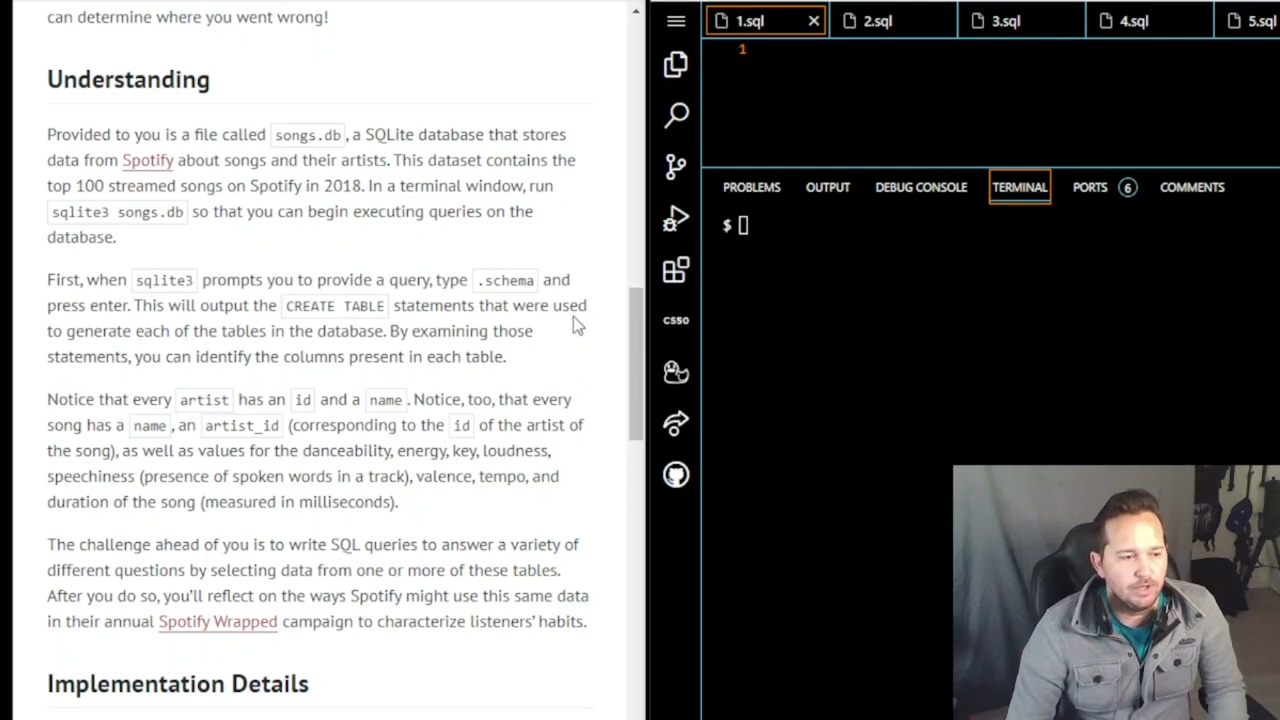 can determine where you went wrong!
Understanding
Provided to you is a file called songs.db, a SQLite database that stores
data from Spotify about songs and their artists. This dataset contains the
top 100 streamed songs on Spotify in 2018. In a terminal window, run
sqlite3 songs.db so that you can begin executing queries on the
database.
First, when sqlite3 prompts you to provide a query, type .schema and
press enter. This will output the CREATE TABLE statements that were used
to generate each of the tables in the database. By examining those
statements, you can identify the columns present in each table.
Notice that every artist has an id and a name. Notice, too, that every
song has a name, an artist_id (corresponding to the id of the artist of
the song), as well as values for the danceability, energy, key, loudness,
speechiness (presence of spoken words in a track), valence, tempo, and
duration of the song (measured in milliseconds).
The challenge ahead of you is to write SQL queries to answer a variety of
different questions by selecting data from one or more of these tables.
After you do so, you'll reflect on the ways Spotify might use this same data
in their annual Spotify Wrapped campaign to characterize listeners' habits.
Implementation Details
1.sql 2.sql 3.sql 4.sql 5.sql
1
PROBLEMS OUTPUT DEBUG CONSOLE TERMINAL PORTS 6 COMMENTS
$
CS50